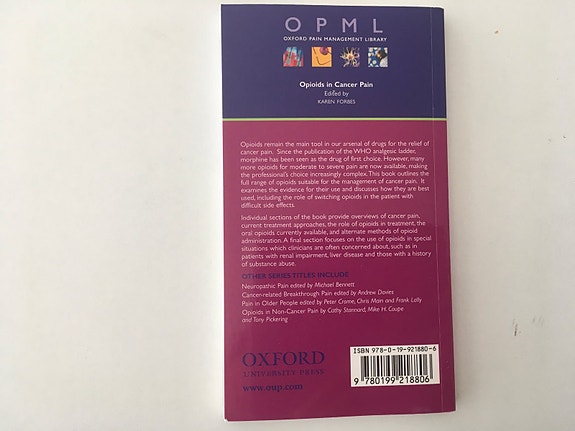 OPML
OXFORD PAIN MANAGEMENT LIBRARY
Opioids in Cancer Pain
Edited by
KAREN FORBES
Opioids remain the main tool in our arsenal of drugs for the relief of
cancer pain. Since the publication of the WHO analgesic ladder,
morphine has been seen as the drug of first choice. However, many
more opioids for moderate to severe pain are now available, making
the professional's choice increasingly complex. This book outlines the
full range of opioids suitable for the management of cancer pain. It
examines the evidence for their use and discusses how they are best
used, including the role of switching opioids in the patient with
difficult side effects.
Individual sections of the book provide overviews of cancer pain,
current treatment approaches, the role of opioids in treatment, the
oral opioids currently available, and alternate methods of opioid
administration. A final section focuses on the use of opioids in special
situations which clinicians are often concerned about, such as in
patients with renal impairment, liver disease and those with a history
of substance abuse.
OTHER SERIES TITLES INCLUDE
Neuropathic Pain edited by Michael Bennett
Cancer-related Breakthrough Pain edited by Andrew Davies
Pain in Older People edited by Peter Crome, Chris Main and Frank Lally
Opioids in Non-Cancer Pain by Cathy Stannard, Mike H. Coupe
and Tony Pickering
OXFORD
UNIVERSITY PRESS
www.oup.com
ISBN 978-0-19-921880-6
9 780199 218806